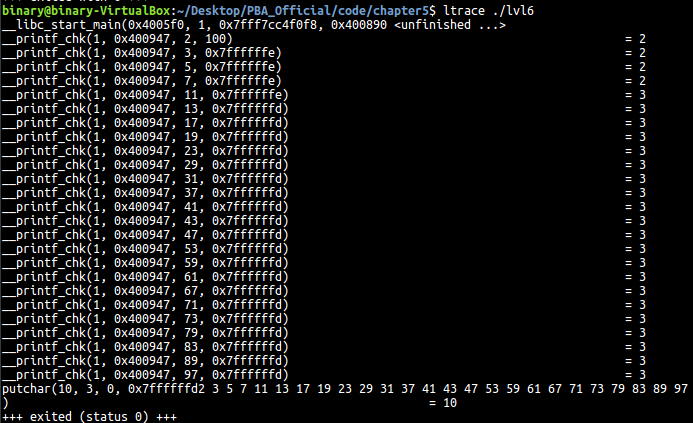 binary@binary-VirtualBox:~/Desktop/PBA_Official/code/chapter5$ ltrace ./lvl6
__libc_start_main(0x4005f0, 1, 0x7fff7cc4f0f8, 0x400890 <unfinished ...>
__printf_chk(1, 0x400947, 2, 100) = 2
__printf_chk(1, 0x400947, 3, 0x7ffffffe) = 2
__printf_chk(1, 0x400947, 5, 0x7ffffffe) = 2
__printf_chk(1, 0x400947, 7, 0x7ffffffe) = 2
__printf_chk(1, 0x400947, 11, 0x7ffffffe) = 3
__printf_chk(1, 0x400947, 13, 0x7ffffffd) = 3
__printf_chk(1, 0x400947, 17, 0x7ffffffd) = 3
__printf_chk(1, 0x400947, 19, 0x7ffffffd) = 3
__printf_chk(1, 0x400947, 23, 0x7ffffffd) = 3
__printf_chk(1, 0x400947, 29, 0x7ffffffd) = 3
__printf_chk(1, 0x400947, 31, 0x7ffffffd) = 3
__printf_chk(1, 0x400947, 37, 0x7ffffffd) = 3
__printf_chk(1, 0x400947, 41, 0x7ffffffd) = 3
__printf_chk(1, 0x400947, 43, 0x7ffffffd) = 3
__printf_chk(1, 0x400947, 47, 0x7ffffffd) = 3
__printf_chk(1, 0x400947, 53, 0x7ffffffd) = 3
__printf_chk(1, 0x400947, 59, 0x7ffffffd) = 3
__printf_chk(1, 0x400947, 61, 0x7ffffffd) = 3
__printf_chk(1, 0x400947, 67, 0x7ffffffd) = 3
__printf_chk(1, 0x400947, 71, 0x7ffffffd) = 3
__printf_chk(1, 0x400947, 73, 0x7ffffffd) = 3
__printf_chk(1, 0x400947, 79, 0x7ffffffd) = 3
__printf_chk(1, 0x400947, 83, 0x7ffffffd) = 3
__printf_chk(1, 0x400947, 89, 0x7ffffffd) = 3
__printf_chk(1, 0x400947, 97, 0x7ffffffd) = 3
putchar(10, 3, 0, 0x7ffffffd2 3 5 7 11 13 17 19 23 29 31 37 41 43 47 53 59 61 67 71 73 79 83 89 97
) = 10
+++ exited (status 0) +++